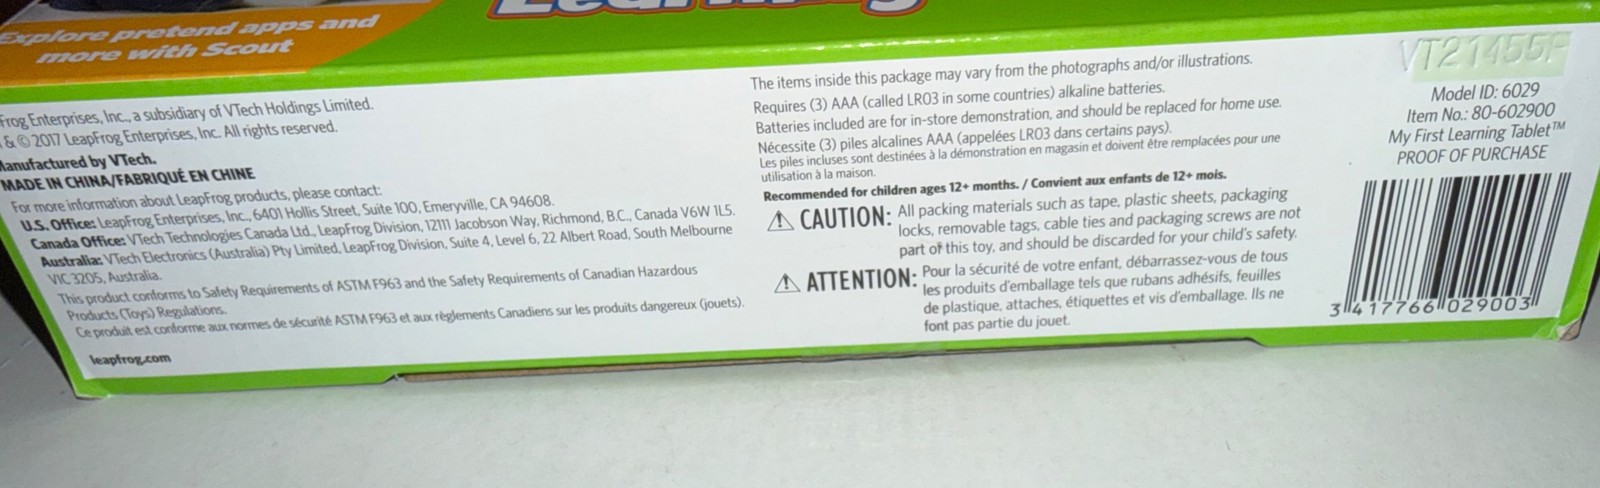 Explore pretend apps and
more with Scout
Frog Enterprises, Inc., a subsidiary of VTech Holdings Limited.
& © 2017 LeapFrog Enterprises, Inc. All rights reserved.
Manufactured by VTech.
MADE IN CHINA/FABRIQUÉ EN CHINE
For more information about LeapFrog products, please contact:
U.S. Office: LeapFrog Enterprises, Inc., 6401 Hollis Street, Suite 100, Emeryville, CA 94608.
Canada Office: VTech Technologies Canada Ltd., LeapFrog Division, 12111 Jacobson Way, Richmond, B.C., Canada V6W 1L5.
Australia: VTech Electronics (Australia) Pty Limited, LeapFrog Division, Suite 4, Level 6, 22 Albert Road, South Melbourne
VIC 3205, Australia.
This product conforms to Safety Requirements of ASTM F963 and the Safety Requirements of Canadian Hazardous
Products (Toys) Regulations.
Ce produit est conforme aux normes de sécurité ASTM F963 et aux règlements Canadiens sur les produits dangereux (jouets).
leapfrog.com
The items inside this package may vary from the photographs and/or illustrations.
Requires (3) AAA (called LR03 in some countries) alkaline batteries.
Batteries included are for in-store demonstration, and should be replaced for home use.
Nécessite (3) piles alcalines AAA (appelées LR03 dans certains pays).
Les piles incluses sont destinées à la démonstration en magasin et doivent être remplacées pour une
utilisation à la maison.
Recommended for children ages 12+ months. / Convient aux enfants de 12+ mois.
⚠ CAUTION: All packing materials such as tape, plastic sheets, packaging
locks, removable tags, cable ties and packaging screws are not
part of this toy, and should be discarded for your child's safety.
⚠ ATTENTION: Pour la sécurité de votre enfant, débarrassez-vous de tous
les produits d'emballage tels que rubans adhésifs, feuilles
de plastique, attaches, étiquettes et vis d'emballage. Ils ne
font pas partie du jouet.
VT21455F
Model ID: 6029
Item No.: 80-602900
My First Learning Tablet™
PROOF OF PURCHASE
3 417766 029003